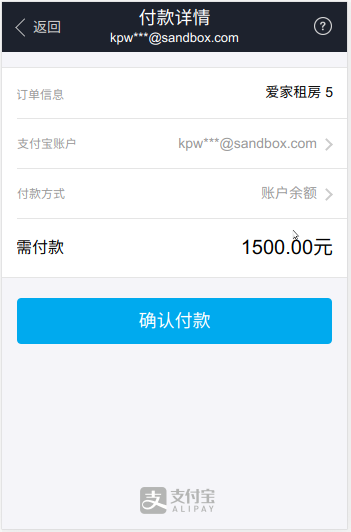 返回
付款详情
kpw***@sandbox.com
?
订单信息 爱家租房 5
支付宝账户 kpw***@sandbox.com
付款方式 账户余额
需付款 1500.00元
确认付款
支 支付宝
ALIPAY